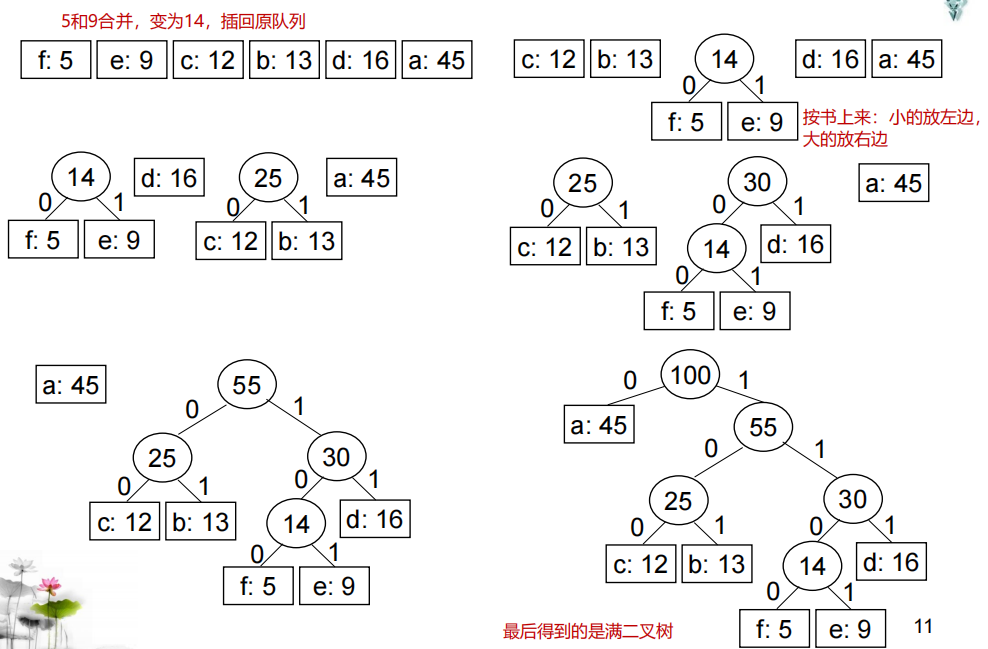 5和9合并，变为14，插回原队列
f: 5 e: 9 c: 12 b: 13 d: 16 a: 45
c: 12 b: 13 14 d: 16 a: 45
0 1
f: 5 e: 9
按书上来：小的放左边，
大的放右边
14 d: 16 25 a: 45
0 1 0 1
f: 5 e: 9 c: 12 b: 13
25 30 a: 45
0 1 0 1
c: 12 b: 13 14 d: 16
0 1
f: 5 e: 9
a: 45 55
0 1
25 30
0 1 0 1
c: 12 b: 13 14 d: 16
0 1
f: 5 e: 9
100
0 1
a: 45 55
0 1
25 30
0 1 0 1
c: 12 b: 13 14 d: 16
0 1
f: 5 e: 9
最后得到的是满二叉树
11